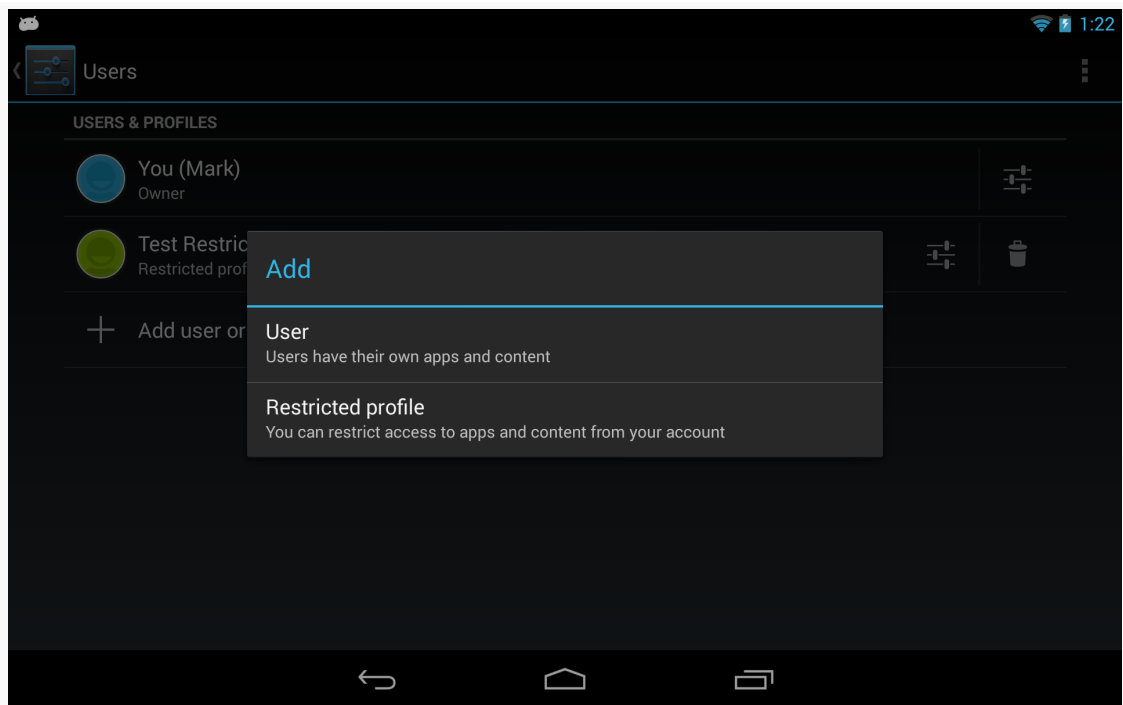 1:22
Users
USERS & PROFILES
You (Mark)
Owner
Test Restric
Restricted prof
Add user or
Add
User
Users have their own apps and content
Restricted profile
You can restrict access to apps and content from your account